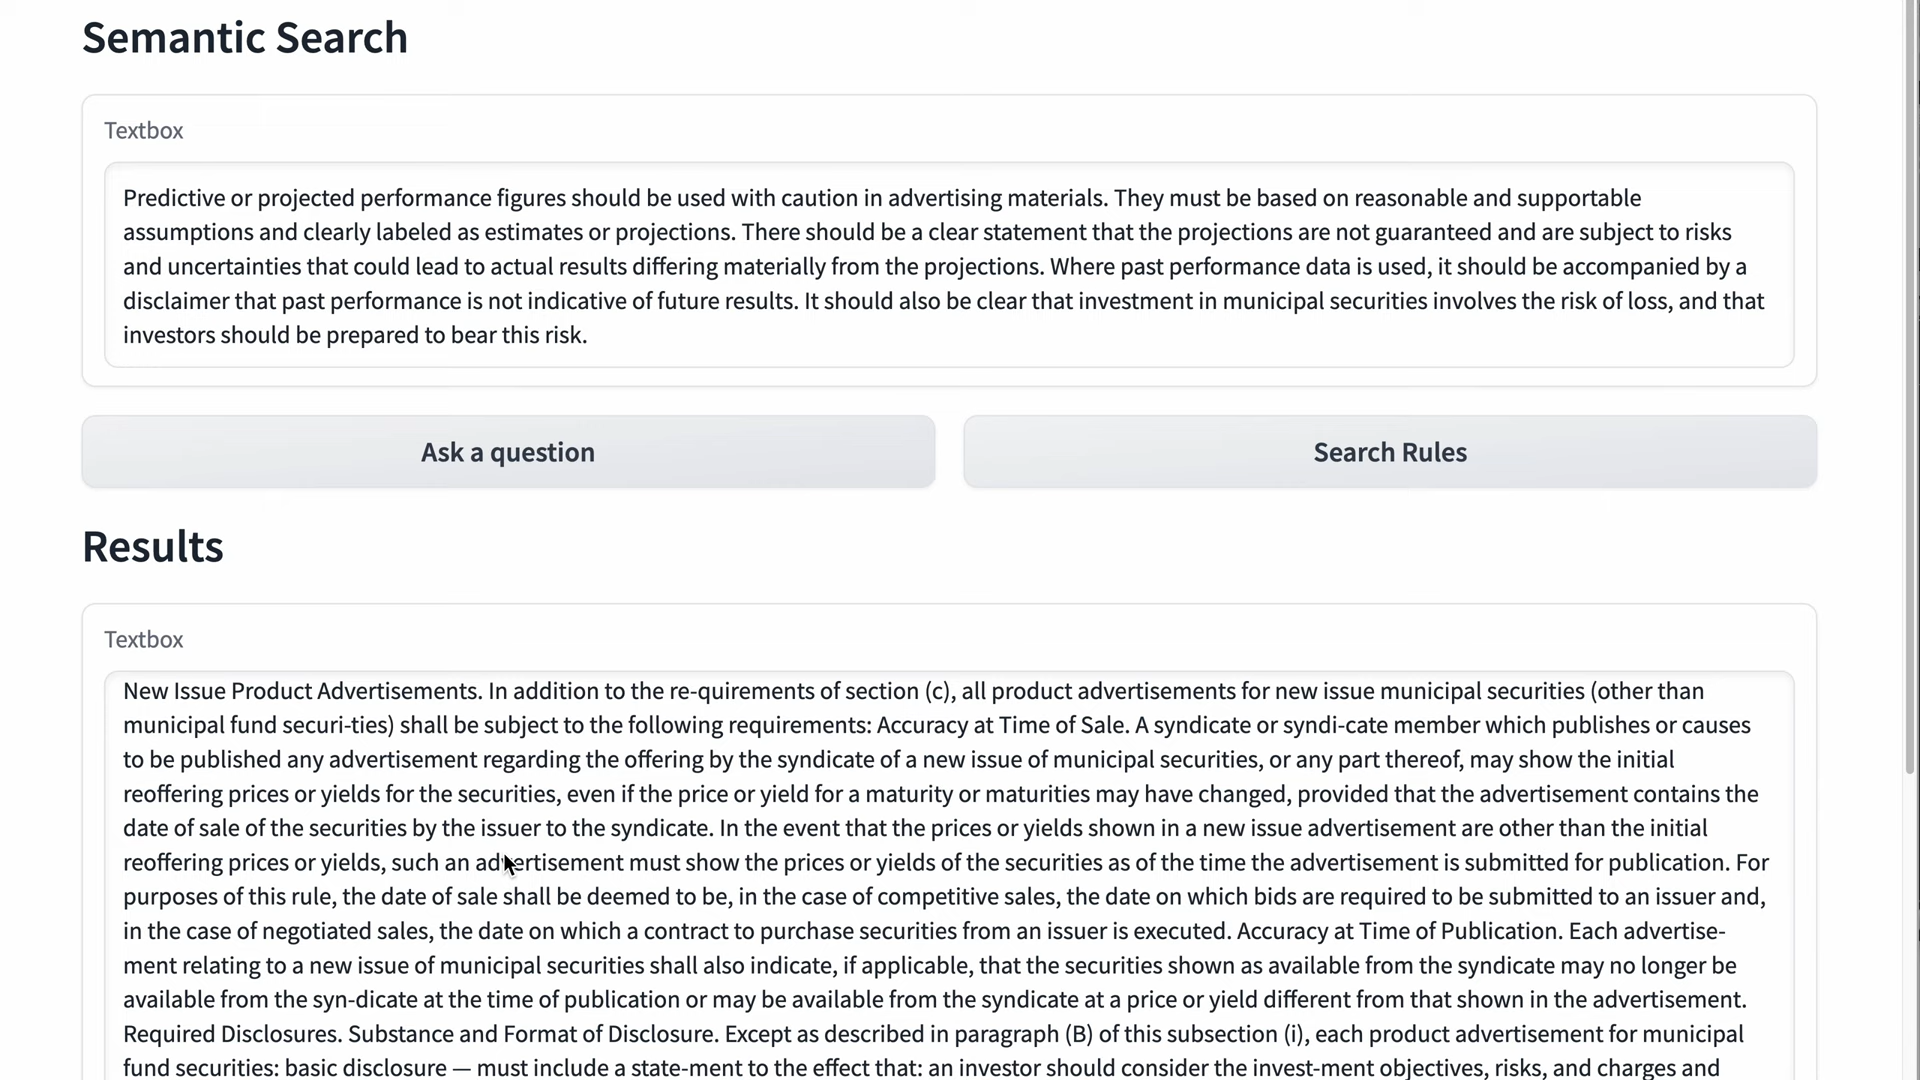 Semantic Search
Textbox
Predictive or projected performance figures should be used with caution in advertising materials. They must be based on reasonable and supportable
assumptions and clearly labeled as estimates or projections. There should be a clear statement that the projections are not guaranteed and are subject to risks
and uncertainties that could lead to actual results differing materially from the projections. Where past performance data is used, it should be accompanied by a
disclaimer that past performance is not indicative of future results. It should also be clear that investment in municipal securities involves the risk of loss, and that
investors should be prepared to bear this risk.
Ask a question
Search Rules
Results
Textbox
New Issue Product Advertisements. In addition to the re-quirements of section (c), all product advertisements for new issue municipal securities (other than
municipal fund securi-ties) shall be subject to the following requirements: Accuracy at Time of Sale. A syndicate or syndi-cate member which publishes or causes
to be published any advertisement regarding the offering by the syndicate of a new issue of municipal securities, or any part thereof, may show the initial
reoffering prices or yields for the securities, even if the price or yield for a maturity or maturities may have changed, provided that the advertisement contains the
date of sale of the securities by the issuer to the syndicate. In the event that the prices or yields shown in a new issue advertisement are other than the initial
reoffering prices or yields, such an advertisement must show the prices or yields of the securities as of the time the advertisement is submitted for publication. For
purposes of this rule, the date of sale shall be deemed to be, in the case of competitive sales, the date on which bids are required to be submitted to an issuer and,
in the case of negotiated sales, the date on which a contract to purchase securities from an issuer is executed. Accuracy at Time of Publication. Each advertise-
ment relating to a new issue of municipal securities shall also indicate, if applicable, that the securities shown as available from the syndicate may no longer be
available from the syn-dicate at the time of publication or may be available from the syndicate at a price or yield different from that shown in the advertisement.
Required Disclosures. Substance and Format of Disclosure. Except as described in paragraph (B) of this subsection (i), each product advertisement for municipal
fund securities: basic disclosure — must include a state-ment to the effect that: an investor should consider the invest-ment objectives, risks, and charges and